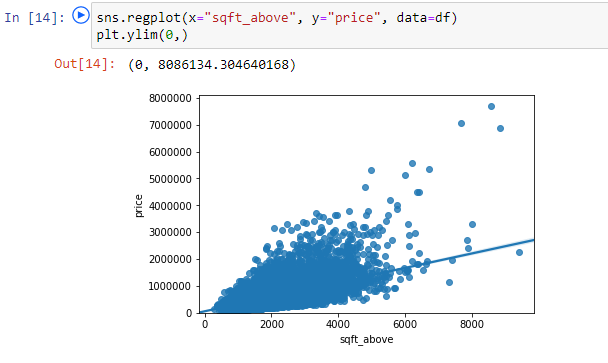 In [14]: sns.regplot(x="sqft_above", y="price", data=df)
plt.ylim(0,)
Out[14]: (0, 8086134.304640168)
8000000
7000000
6000000
5000000
4000000
3000000
2000000
1000000
0
price
0 2000 4000 6000 8000
sqft_above